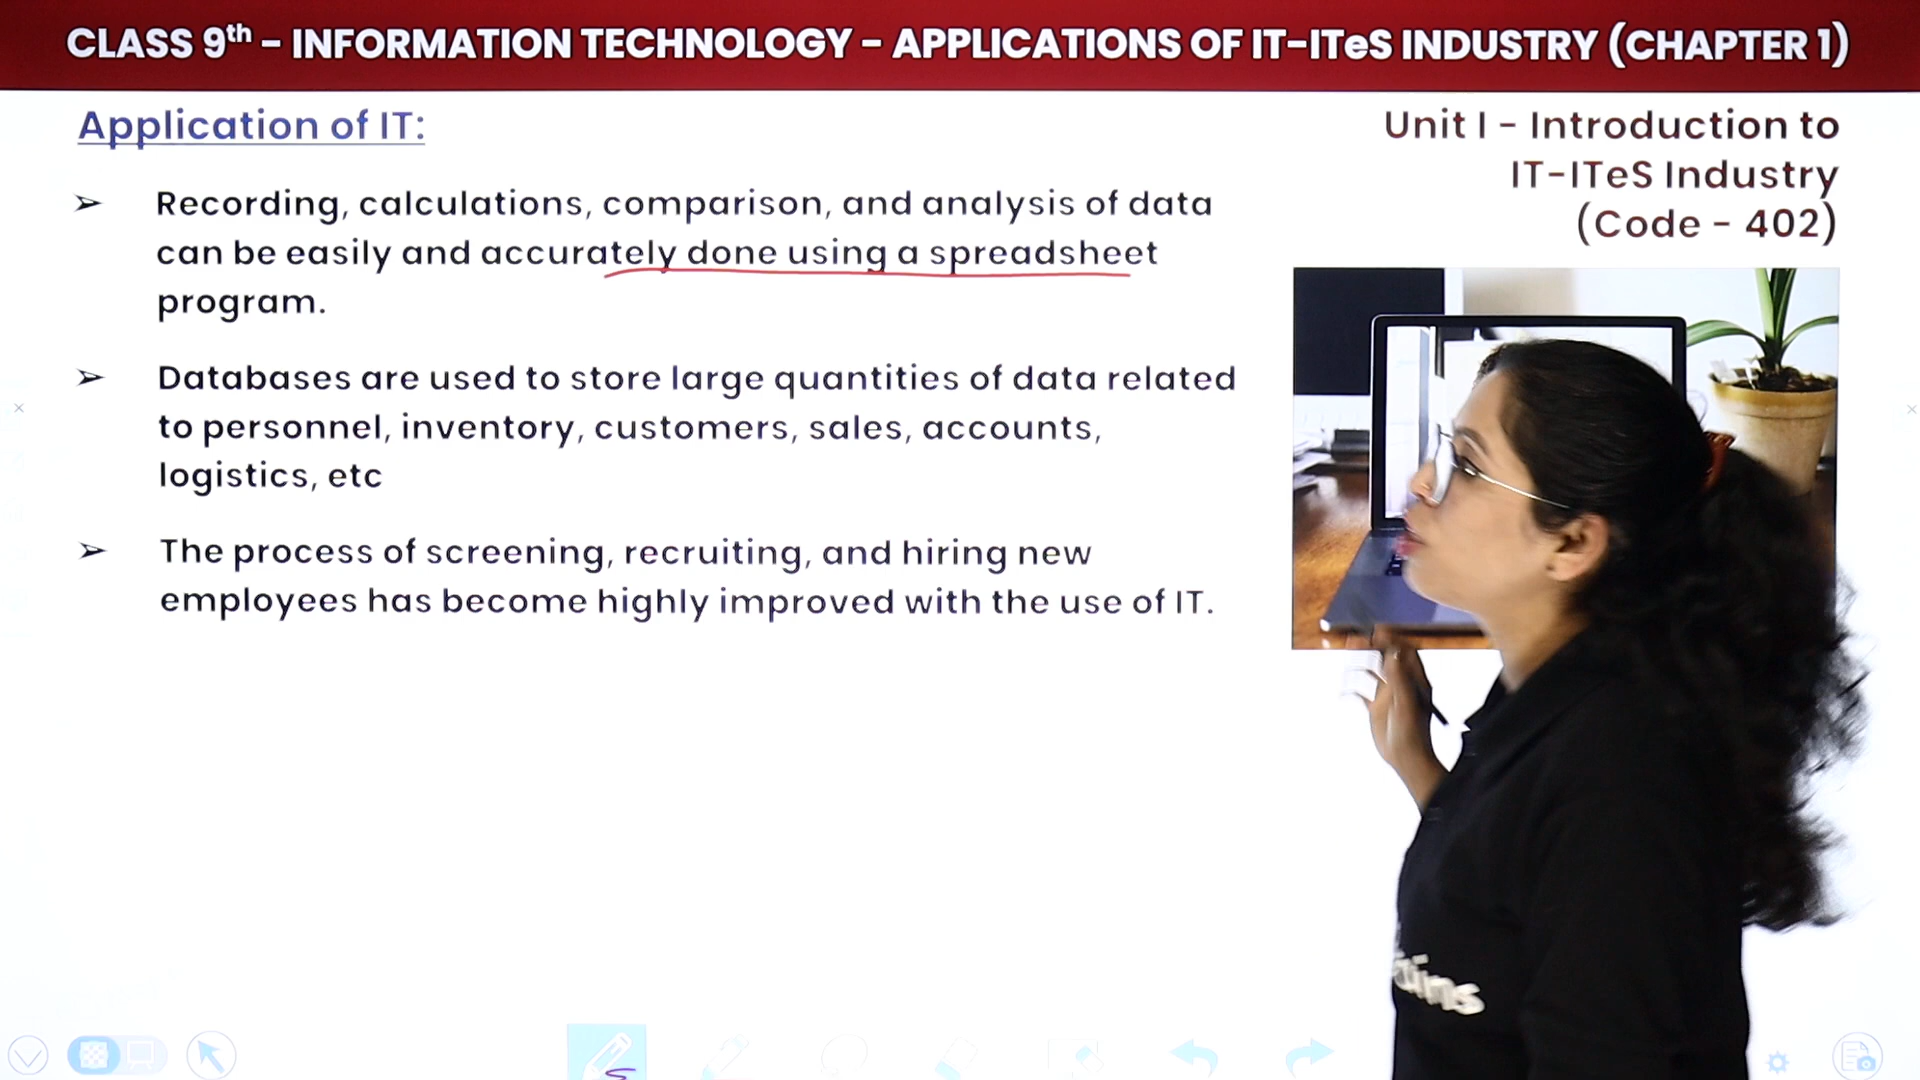 CLASS 9th - INFORMATION TECHNOLOGY - APPLICATIONS OF IT-ITeS INDUSTRY (CHAPTER 1)
Application of IT:
Unit I - Introduction to
IT-ITeS Industry
(Code - 402)
➢ Recording, calculations, comparison, and analysis of data
can be easily and accurately done using a spreadsheet
program.
➢ Databases are used to store large quantities of data related
to personnel, inventory, customers, sales, accounts,
logistics, etc
➢ The process of screening, recruiting, and hiring new
employees has become highly improved with the use of IT.